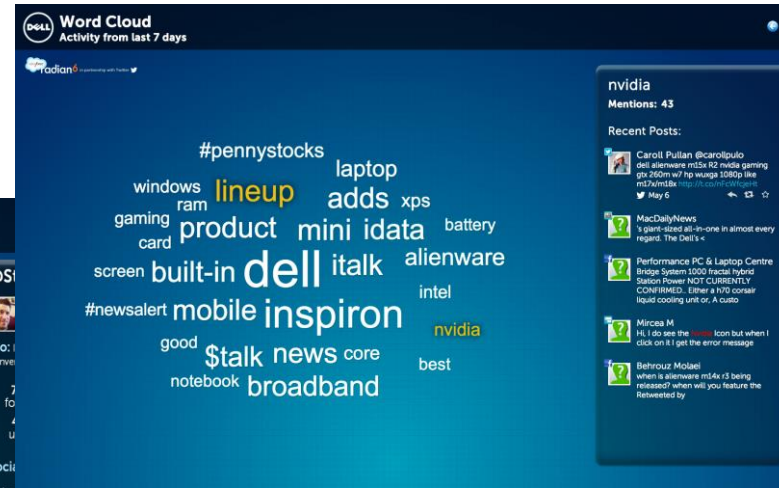 DELL
Word Cloud
Activity from last 7 days
radian6 in partnership with Twitter
#pennystocks
laptop
windows lineup adds xps
ram
gaming product mini idata battery
card
screen built-in dell italk alienware
intel
#newsalert mobile inspiron
nvidia
good $talk news core best
notebook broadband
nvidia
Mentions: 43
Recent Posts:
Caroll Pullan @carollpulo
dell alienware m15x R2 nvidia gaming
gtx 260m w7 hp wuxga 1080p like
m17x/m18x
May 6
MacDailyNews
's giant-sized all-in-one in almost every
regard. The Dell's <
Performance PC & Laptop Centre
Bridge System 1000 fractal hybrid
Station Power NOT CURRENTLY
CONFIRMED.. Either a h70 corsair
liquid cooling unit or, A custo
Mircea M
Hi, I do see the nvidia Icon but when I
click on it I get the error message
Behrouz Molaei
when is alienware m14x r3 being
released? when will you feature the
Retweeted by